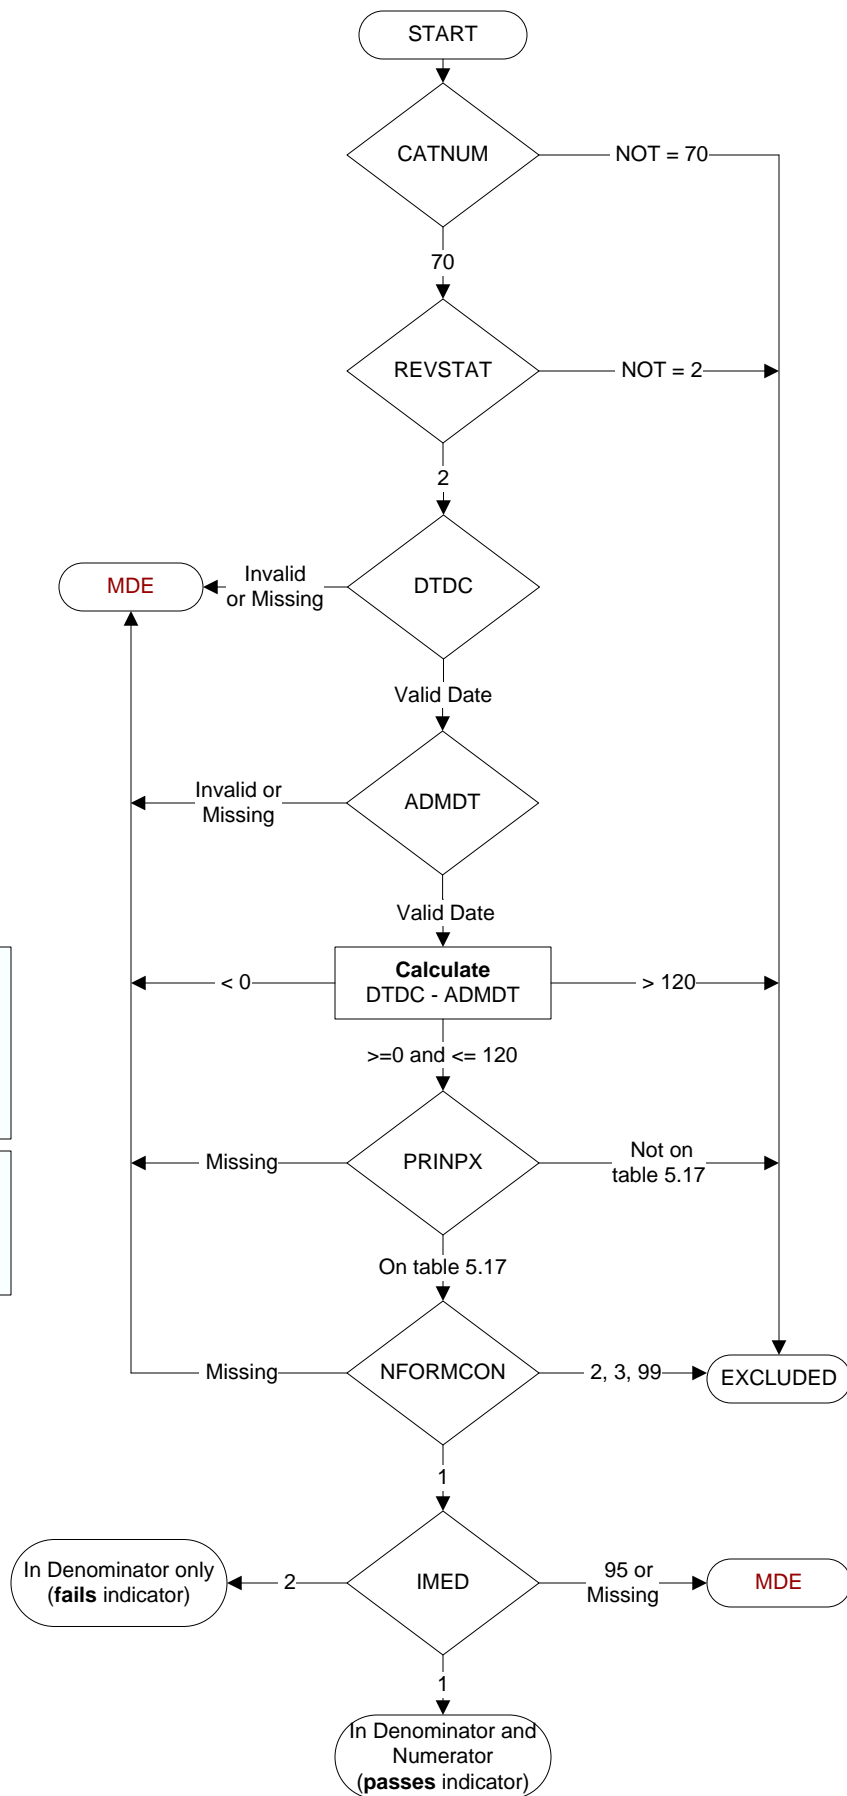 START
CATNUM
NOT = 70
70
REVSTAT
NOT = 2
2
MDE
Invalid
or Missing
DTDC
Valid Date
Invalid or
Missing
ADMDT
Valid Date
< 0
Calculate
DTDC - ADMDT
> 120
>=0 and <= 120
Missing
PRINPX
Not on
table 5.17
On table 5.17
Missing
NFORMCON
2, 3, 99
EXCLUDED
1
In Denominator only
(fails indicator)
2
IMED
95 or
Missing
MDE
1
In Denominator and
Numerator
(passes indicator)